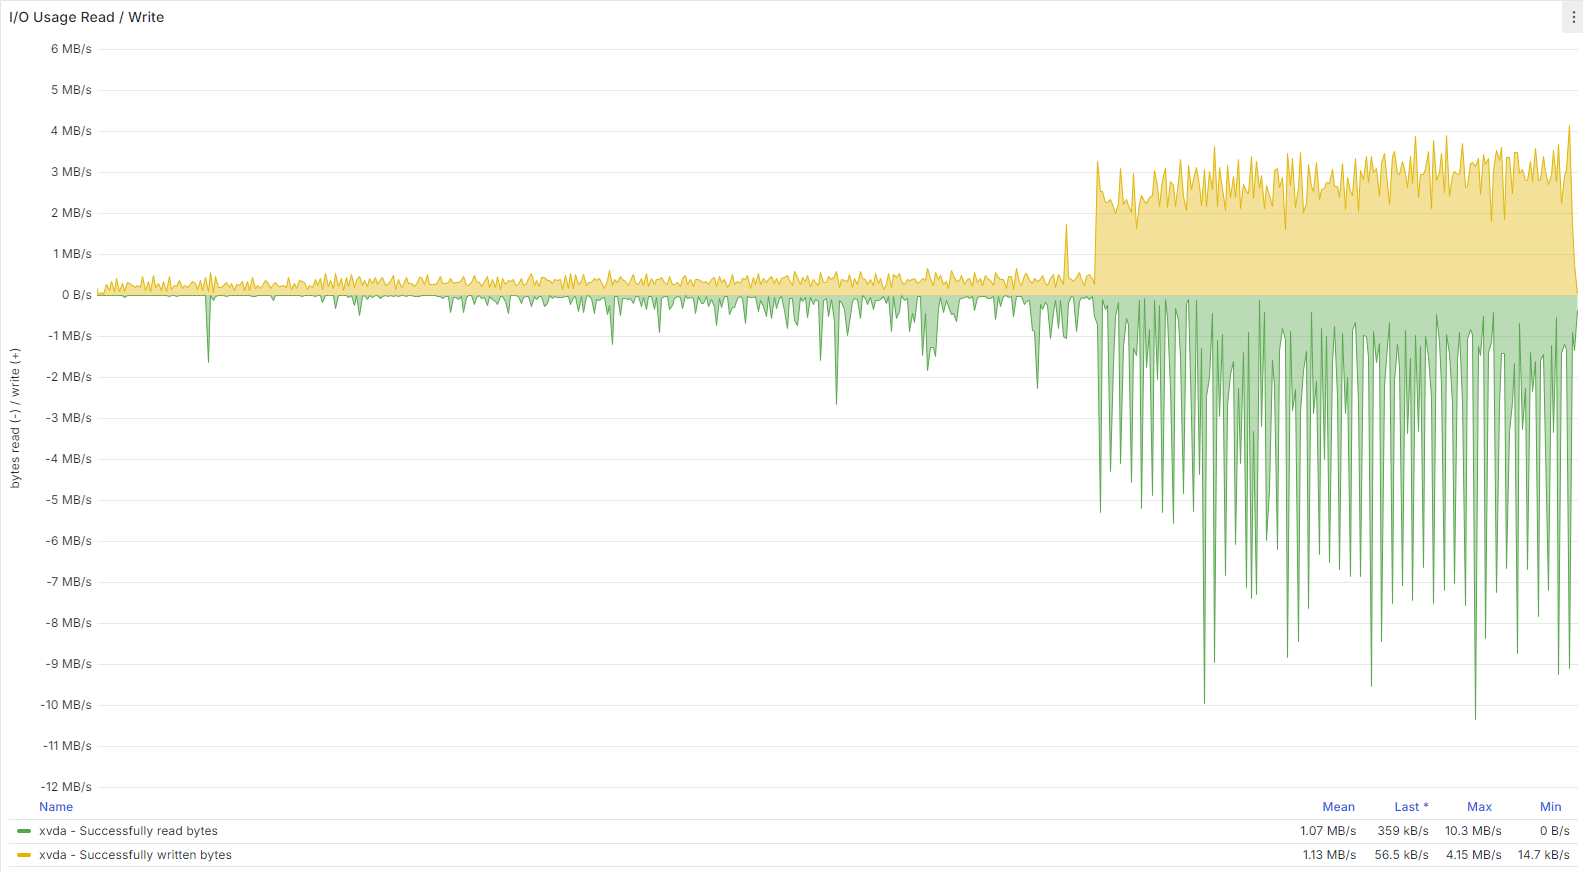 I/O Usage Read / Write
6 MB/s
5 MB/s
4 MB/s
3 MB/s
2 MB/s
1 MB/s
0 B/s
-1 MB/s
-2 MB/s
-3 MB/s
-4 MB/s
-5 MB/s
-6 MB/s
-7 MB/s
-8 MB/s
-9 MB/s
-10 MB/s
-11 MB/s
-12 MB/s
bytes read (-) / write (+)
Name Mean Last * Max Min
xvda - Successfully read bytes 1.07 MB/s 359 kB/s 10.3 MB/s 0 B/s
xvda - Successfully written bytes 1.13 MB/s 56.5 kB/s 4.15 MB/s 14.7 kB/s